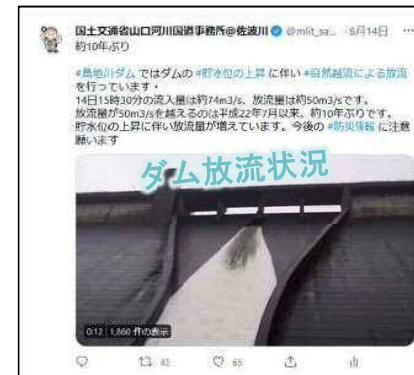 国土交通省山口河川国道事務所@佐波川 @mlit_sa... ·8月14日 ···
約10年ぶり
#島地川ダム ではダムの #貯水位の上昇 に伴い #自然越流による放流
を行っています・
14日15時30分の流入量は約74m3/s、放流量は約50m3/sです。
放流量が50m3/sを越えるのは平成22年7月以来、約10年ぶりです。
貯水位の上昇に伴い放流量が増えています。今後の #防災情報 に注意
願います
ダム放流状況
0:12 1,860 件の表示
43 65